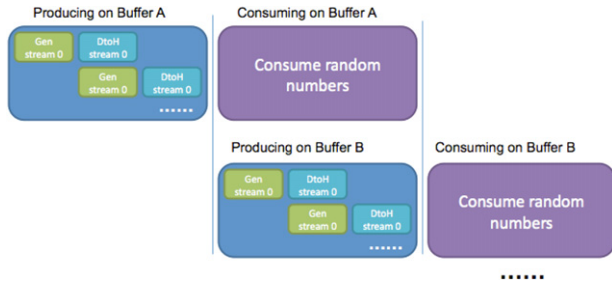 Producing on Buffer A
Consuming on Buffer A
Gen
stream 0
DtoH
stream 0
Gen
stream 0
DtoH
stream 0
......
Consume random
numbers
Producing on Buffer B
Consuming on Buffer B
Gen
stream 0
DtoH
stream 0
Gen
stream 0
DtoH
stream 0
......
Consume random
numbers
......